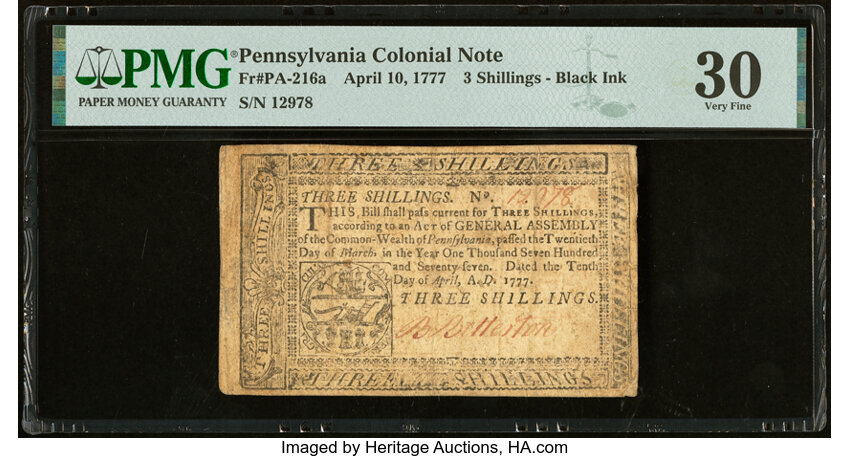 PMG®
PAPER MONEY GUARANTY
Pennsylvania Colonial Note
Fr#PA-216a April 10, 1777 3 Shillings - Black Ink
S/N 12978
30
Very Fine
THREE SHILLINGS
THREE SHILLINGS
THREE SHILLINGS. Nº. 12978
THIS, Bill ſhall paſs current for THREE SHILLINGS,
according to an Act of GENERAL ASSEMBLY
of the Common-Wealth of Pennſylvania, paſſed the Twentieth
Day of March, in the Year One Thouſand Seven Hundred
and Seventy-ſeven. Dated the Tenth
Day of April, A.D. 1777.
THREE SHILLINGS.
THREE SHILLINGS
Imaged by Heritage Auctions, HA.com